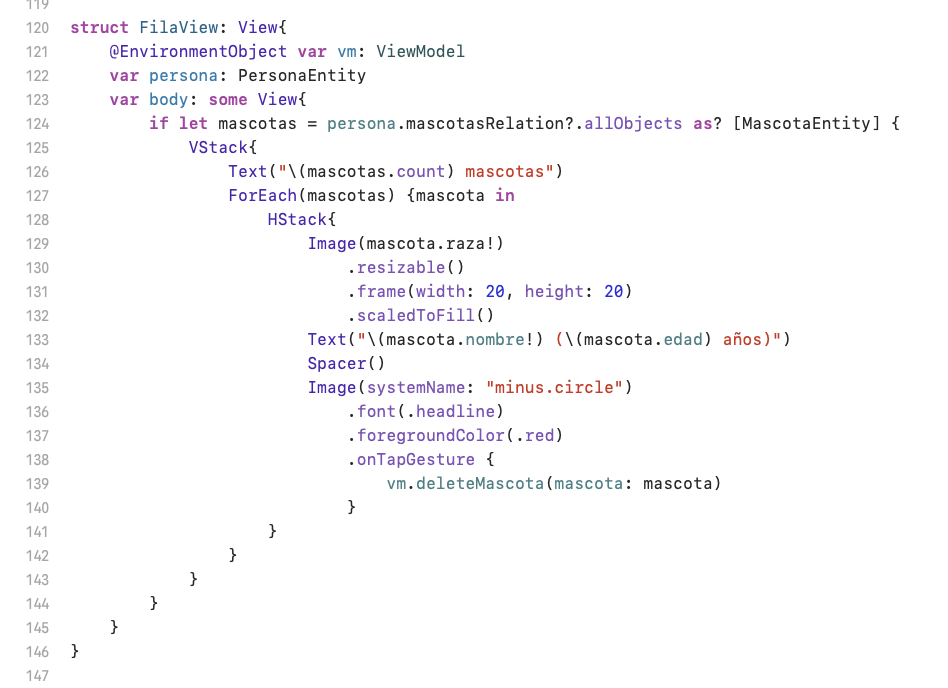 119
120 struct FilaView: View{
121     @EnvironmentObject var vm: ViewModel
122     var persona: PersonaEntity
123     var body: some View{
124         if let mascotas = persona.mascotasRelation?.allObjects as? [MascotaEntity] {
125             VStack{
126                 Text("\(mascotas.count) mascotas")
127                 ForEach(mascotas) {mascota in
128                     HStack{
129                         Image(mascota.raza!)
130                             .resizable()
131                             .frame(width: 20, height: 20)
132                             .scaledToFill()
133                         Text("\(mascota.nombre!) (\(mascota.edad) años)")
134                         Spacer()
135                         Image(systemName: "minus.circle")
136                             .font(.headline)
137                             .foregroundColor(.red)
138                             .onTapGesture {
139                                 vm.deleteMascota(mascota: mascota)
140                             }
141                     }
142                 }
143             }
144         }
145     }
146 }
147